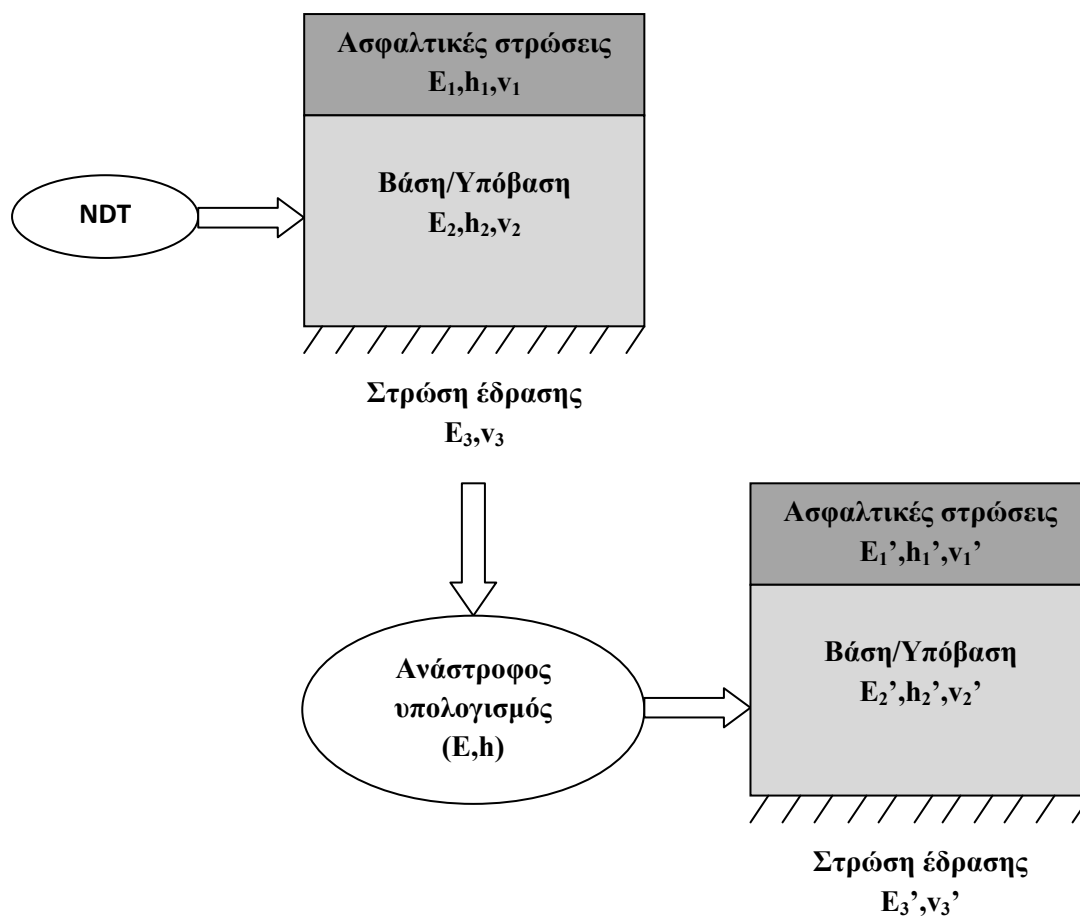 Ασφαλτικές στρώσεις
E₁,h₁,v₁
NDT
Βάση/Υπόβαση
E₂,h₂,v₂
Στρώση έδρασης
E₃,v₃
Ασφαλτικές στρώσεις
E₁’,h₁’,v₁’
Ανάστροφος
υπολογισμός
(E,h)
Βάση/Υπόβαση
E₂’,h₂’,v₂’
Στρώση έδρασης
E₃’,v₃’